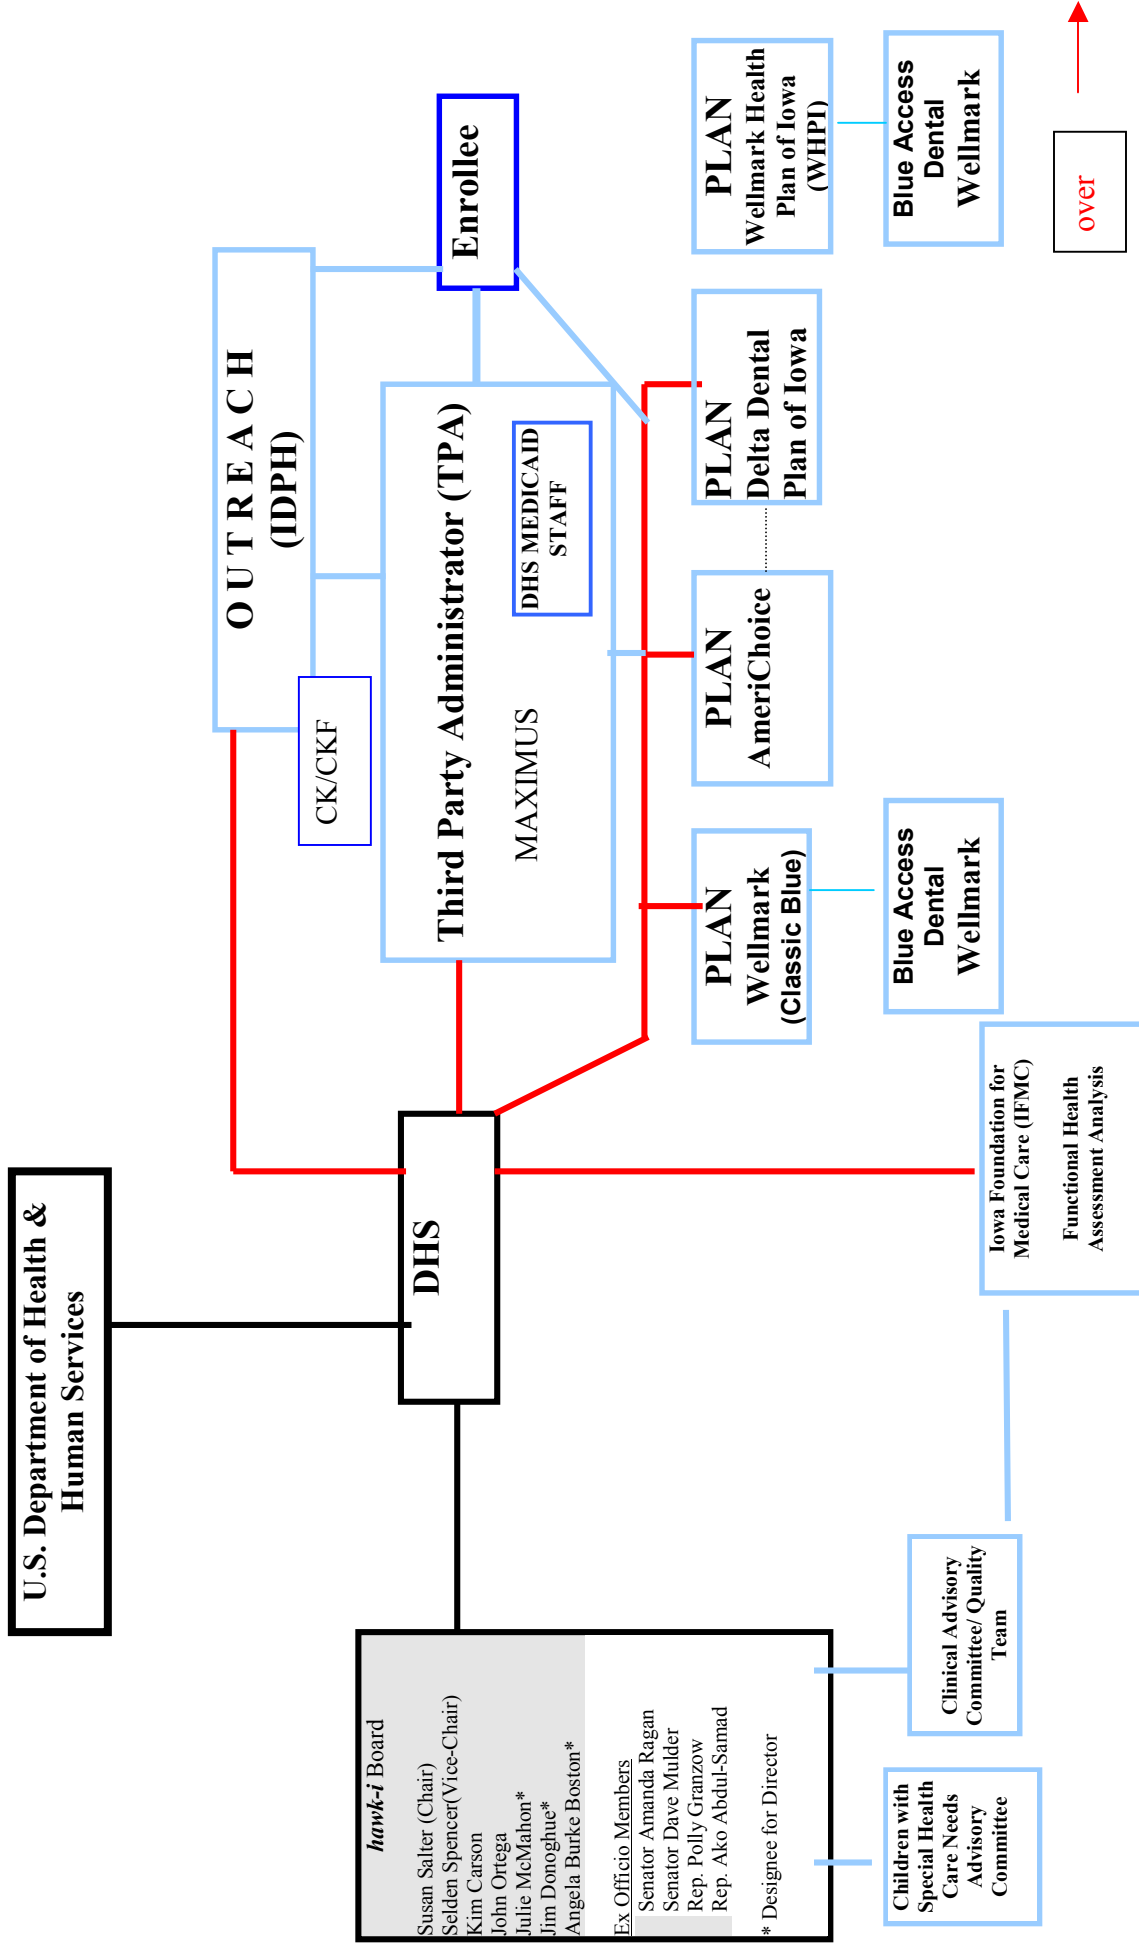 U.S. Department of Health &
Human Services
hawk-i Board
Susan Salter (Chair)
Selden Spencer(Vice-Chair)
Kim Carson
John Ortega
Julie McMahon*
Jim Donoghue*
Angela Burke Boston*
Ex Officio Members
Senator Amanda Ragan
Senator Dave Mulder
Rep. Polly Granzow
Rep. Ako Abdul-Samad
* Designee for Director
DHS
O U T R E A C H
(IDPH)
CK/CKF
Third Party Administrator (TPA)
MAXIMUS
DHS MEDICAID
STAFF
Enrollee
PLAN
Wellmark
(Classic Blue)
PLAN
AmeriChoice
PLAN
Delta Dental
Plan of Iowa
PLAN
Wellmark Health
Plan of Iowa
(WHPI)
Blue Access
Dental
Wellmark
Blue Access
Dental
Wellmark
Children with
Special Health
Care Needs
Advisory
Committee
Clinical Advisory
Committee/ Quality
Team
Iowa Foundation for
Medical Care (IFMC)
Functional Health
Assessment Analysis
over